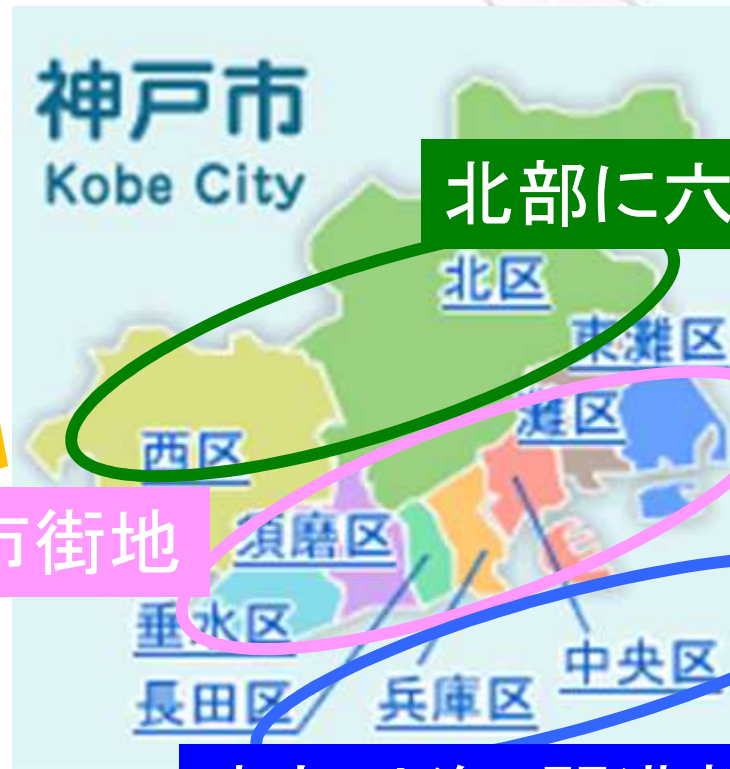 神戸市
Kobe City
北部に六
北区
東灘区
灘区
西区
市街地
須磨区
垂水区
中央区
長田区
兵庫区